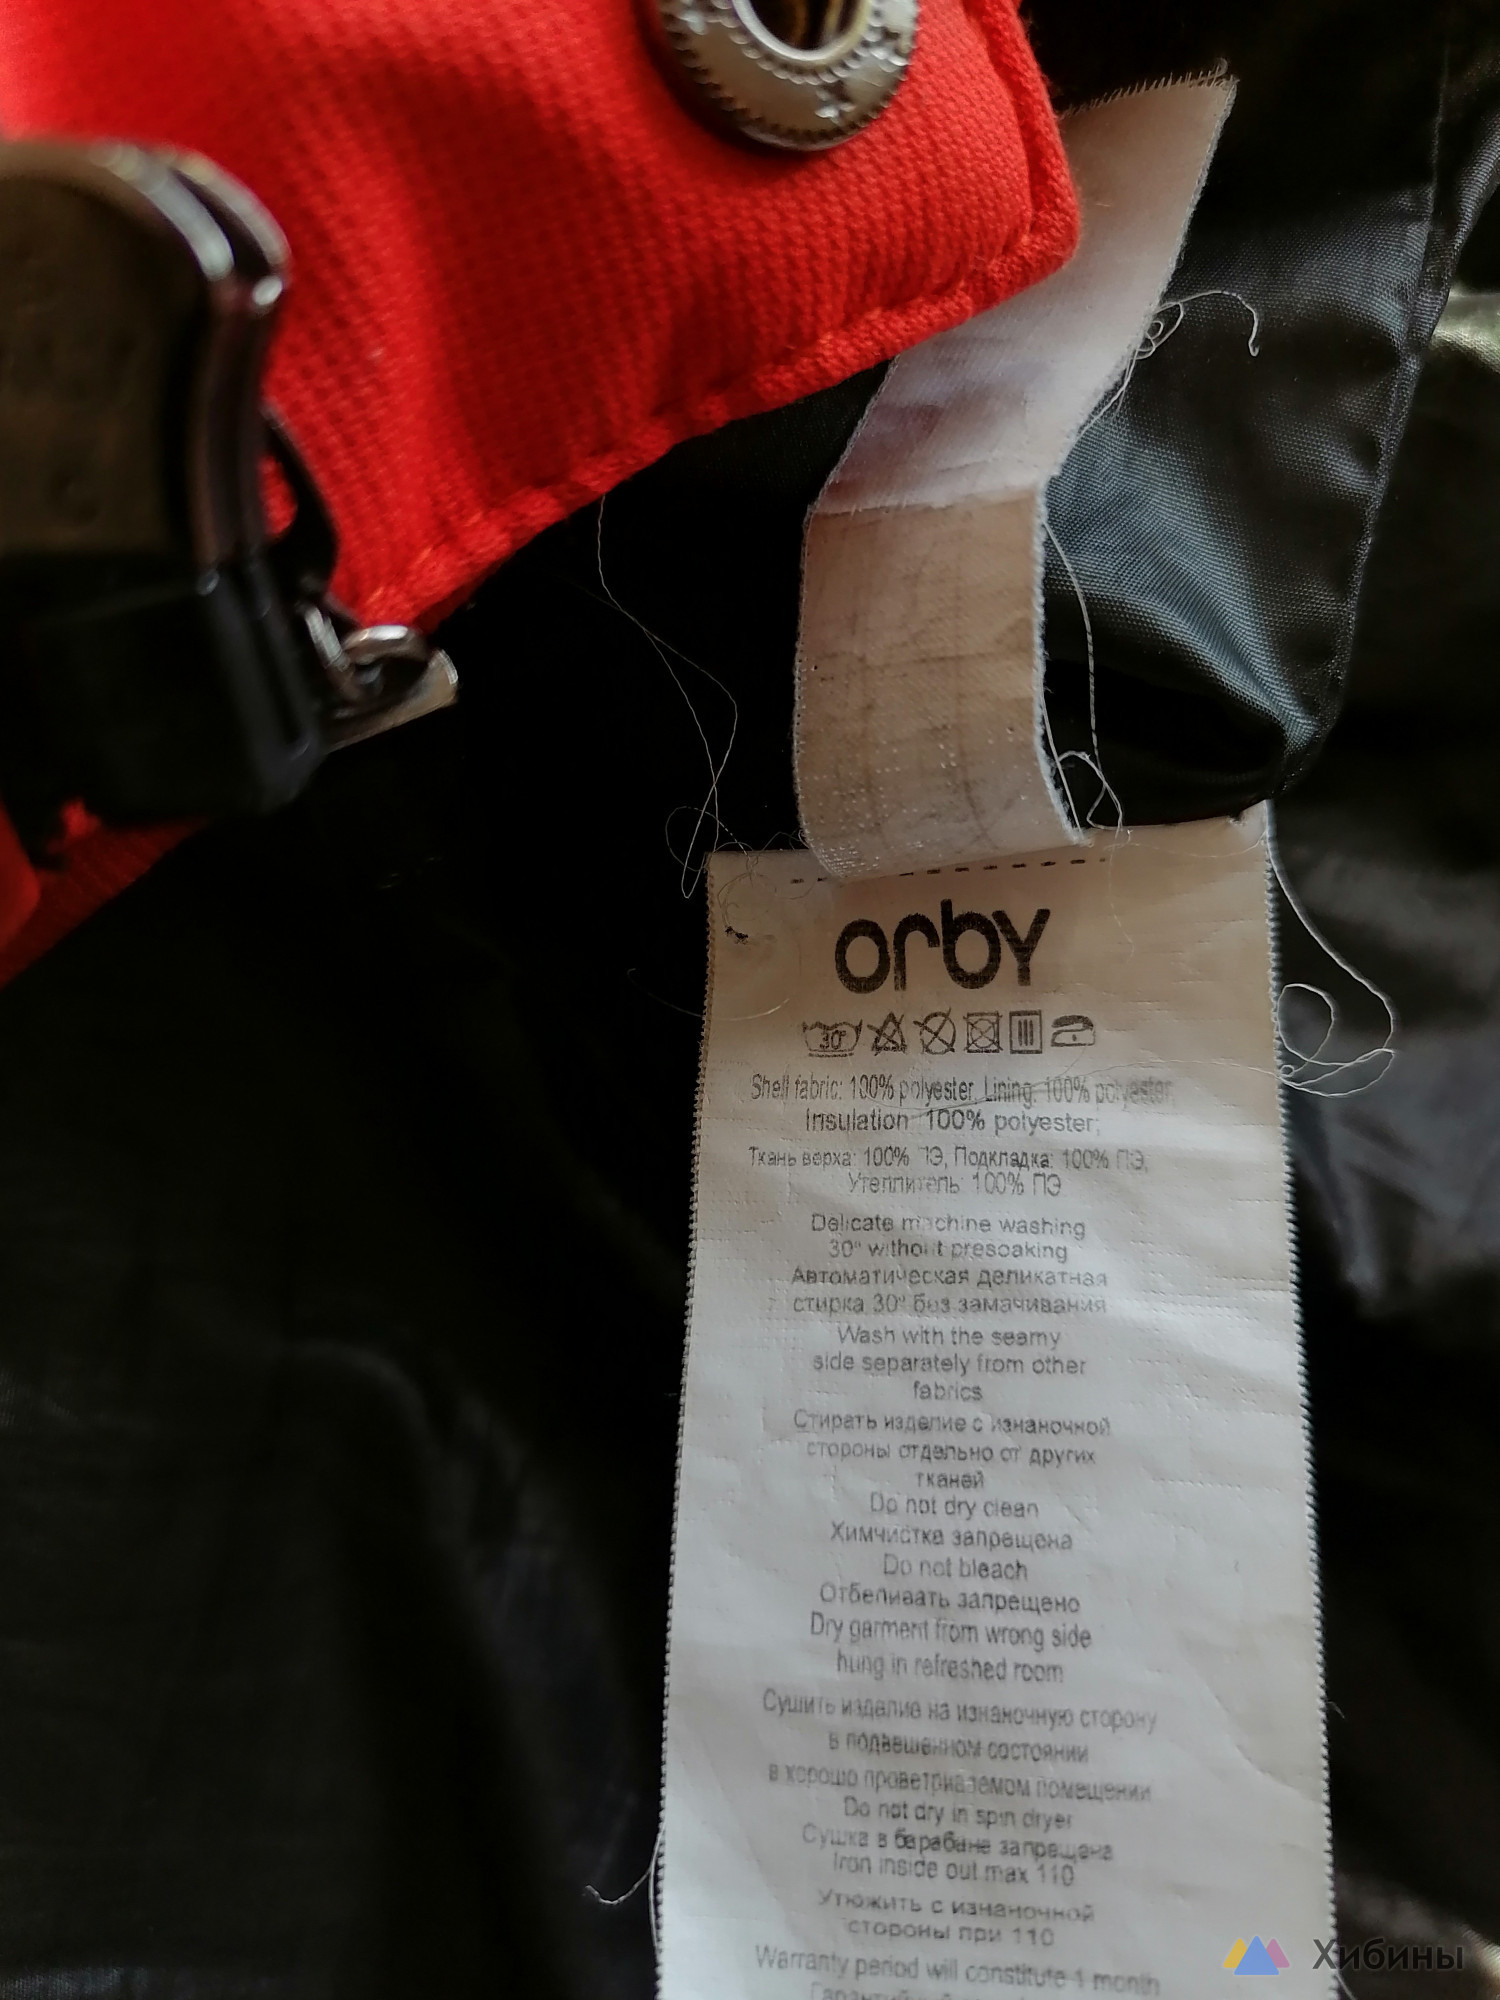 orby
30°
Shell fabric: 100% polyester, Lining: 100% polyester,
Insulation: 100% polyester;
Ткань верха: 100% ПЭ, Подкладка: 100% ПЭ,
Утеплитель: 100% ПЭ
Delicate machine washing
30° without presoaking
Автоматическая деликатная
стирка 30° без замачивания
Wash with the seamy
side separately from other
fabrics
Стирать изделие с изнаночной
стороны отдельно от других
тканей
Do not dry clean
Химчистка запрещена
Do not bleach
Отбеливать запрещено
Dry garment from wrong side
hung in refreshed room
Сушить изделие на изнаночную сторону
в подвешенном состоянии
в хорошо проветриваемом помещении
Do not dry in spin dryer
Сушка в барабане запрещена
Iron inside out max 110
Утюжить с изнаночной
стороны при 110
Warranty period will constitute 1 month
Хибины